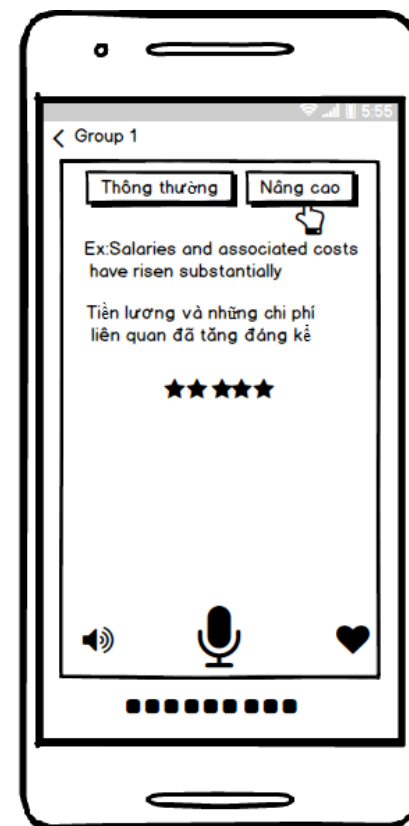 5:55
Group 1
Thông thường Nâng cao
Ex:Salaries and associated costs
have risen substantially
Tiền lương và những chi phí
liên quan đã tăng đáng kể